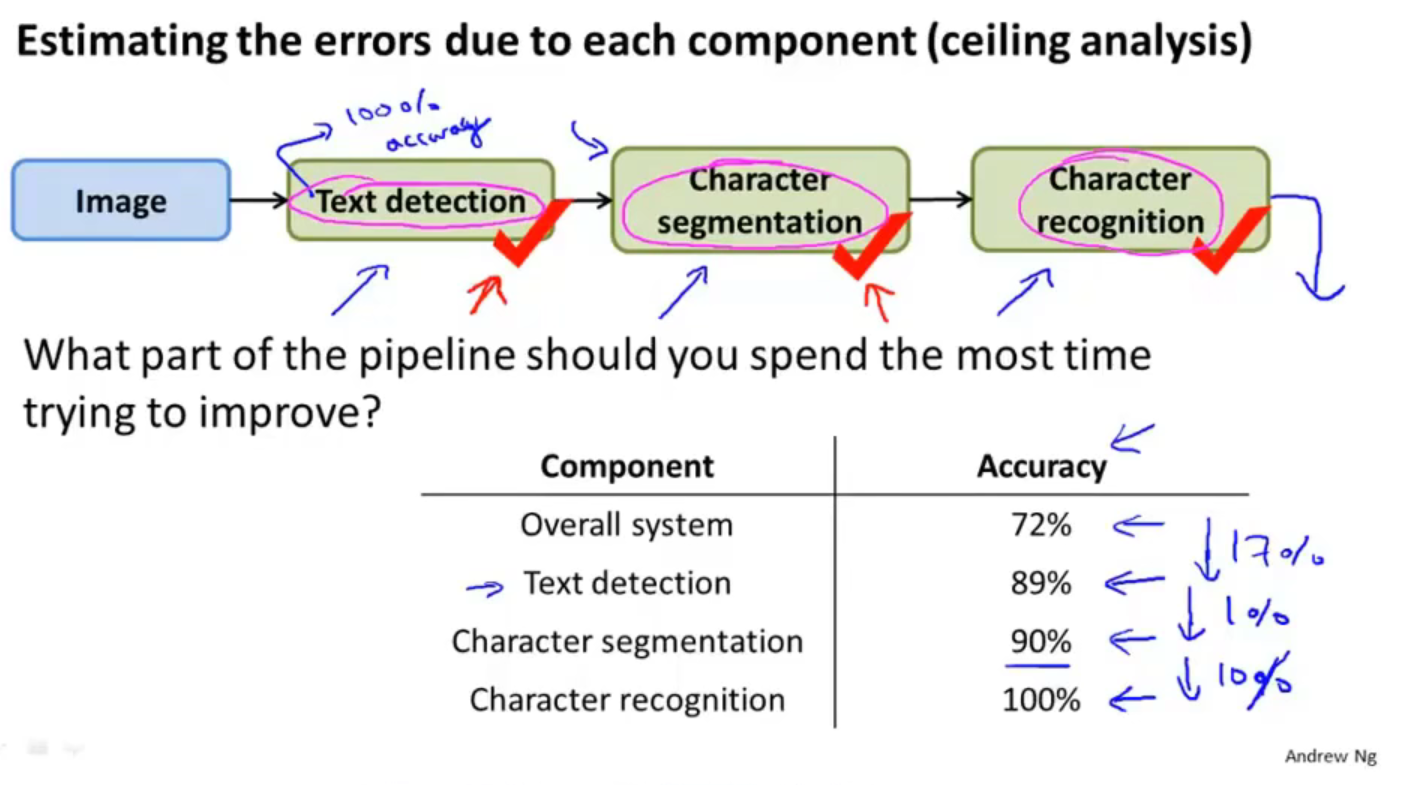 Estimating the errors due to each component (ceiling analysis)
100%
accuracy
Image
Text detection
Character
segmentation
Character
recognition
What part of the pipeline should you spend the most time
trying to improve?
Component Accuracy
Overall system 72%
17%
Text detection 89%
1%
Character segmentation 90%
10%
Character recognition 100%
Andrew Ng